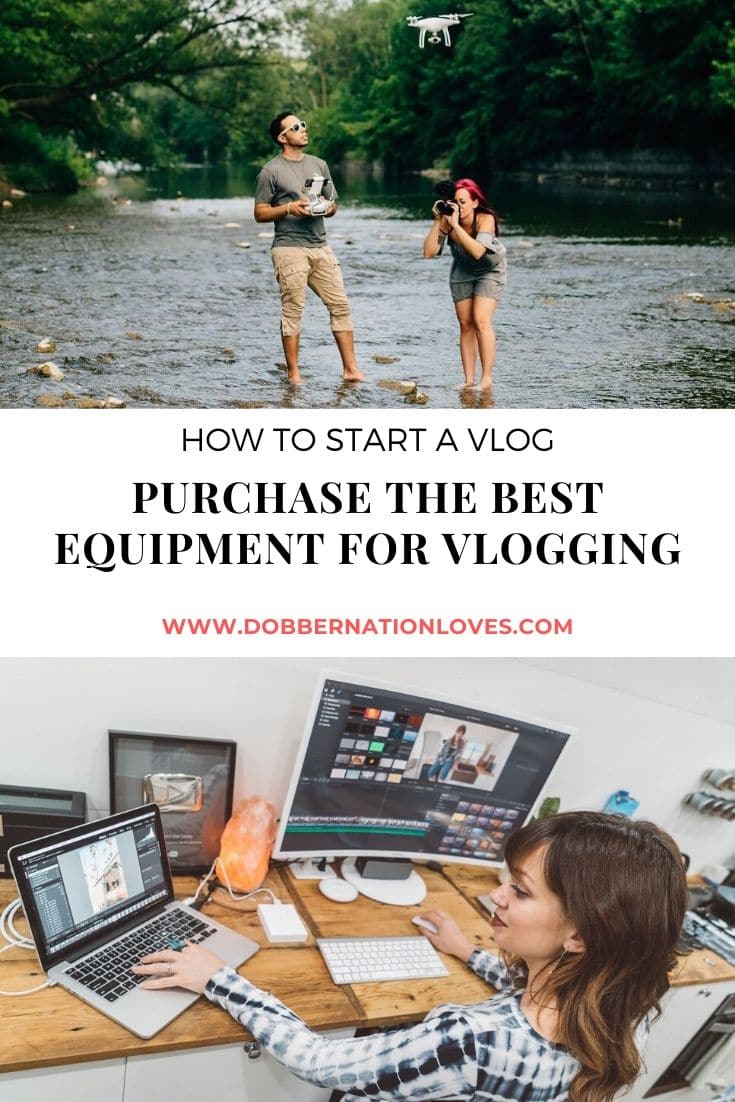 HOW TO START A VLOG
PURCHASE THE BEST
EQUIPMENT FOR VLOGGING
WWW.DOBBERNATIONLOVES.COM